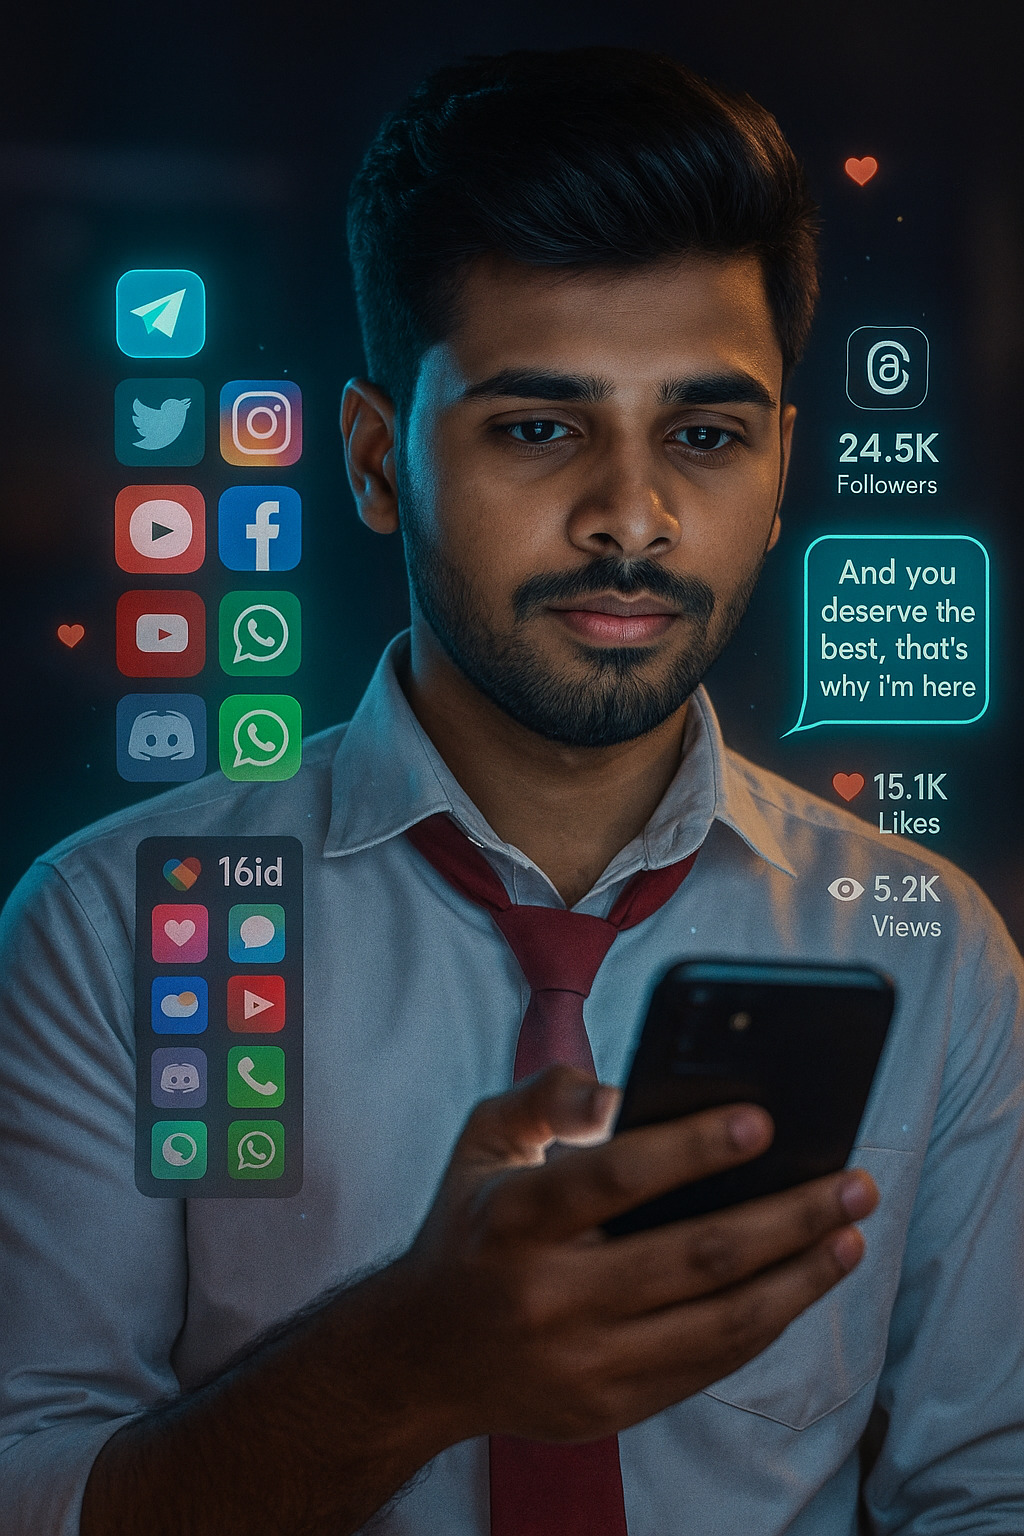 24.5K
Followers
And you
deserve the
best, that's
why i'm here
15.1K
Likes
5.2K
Views
16id